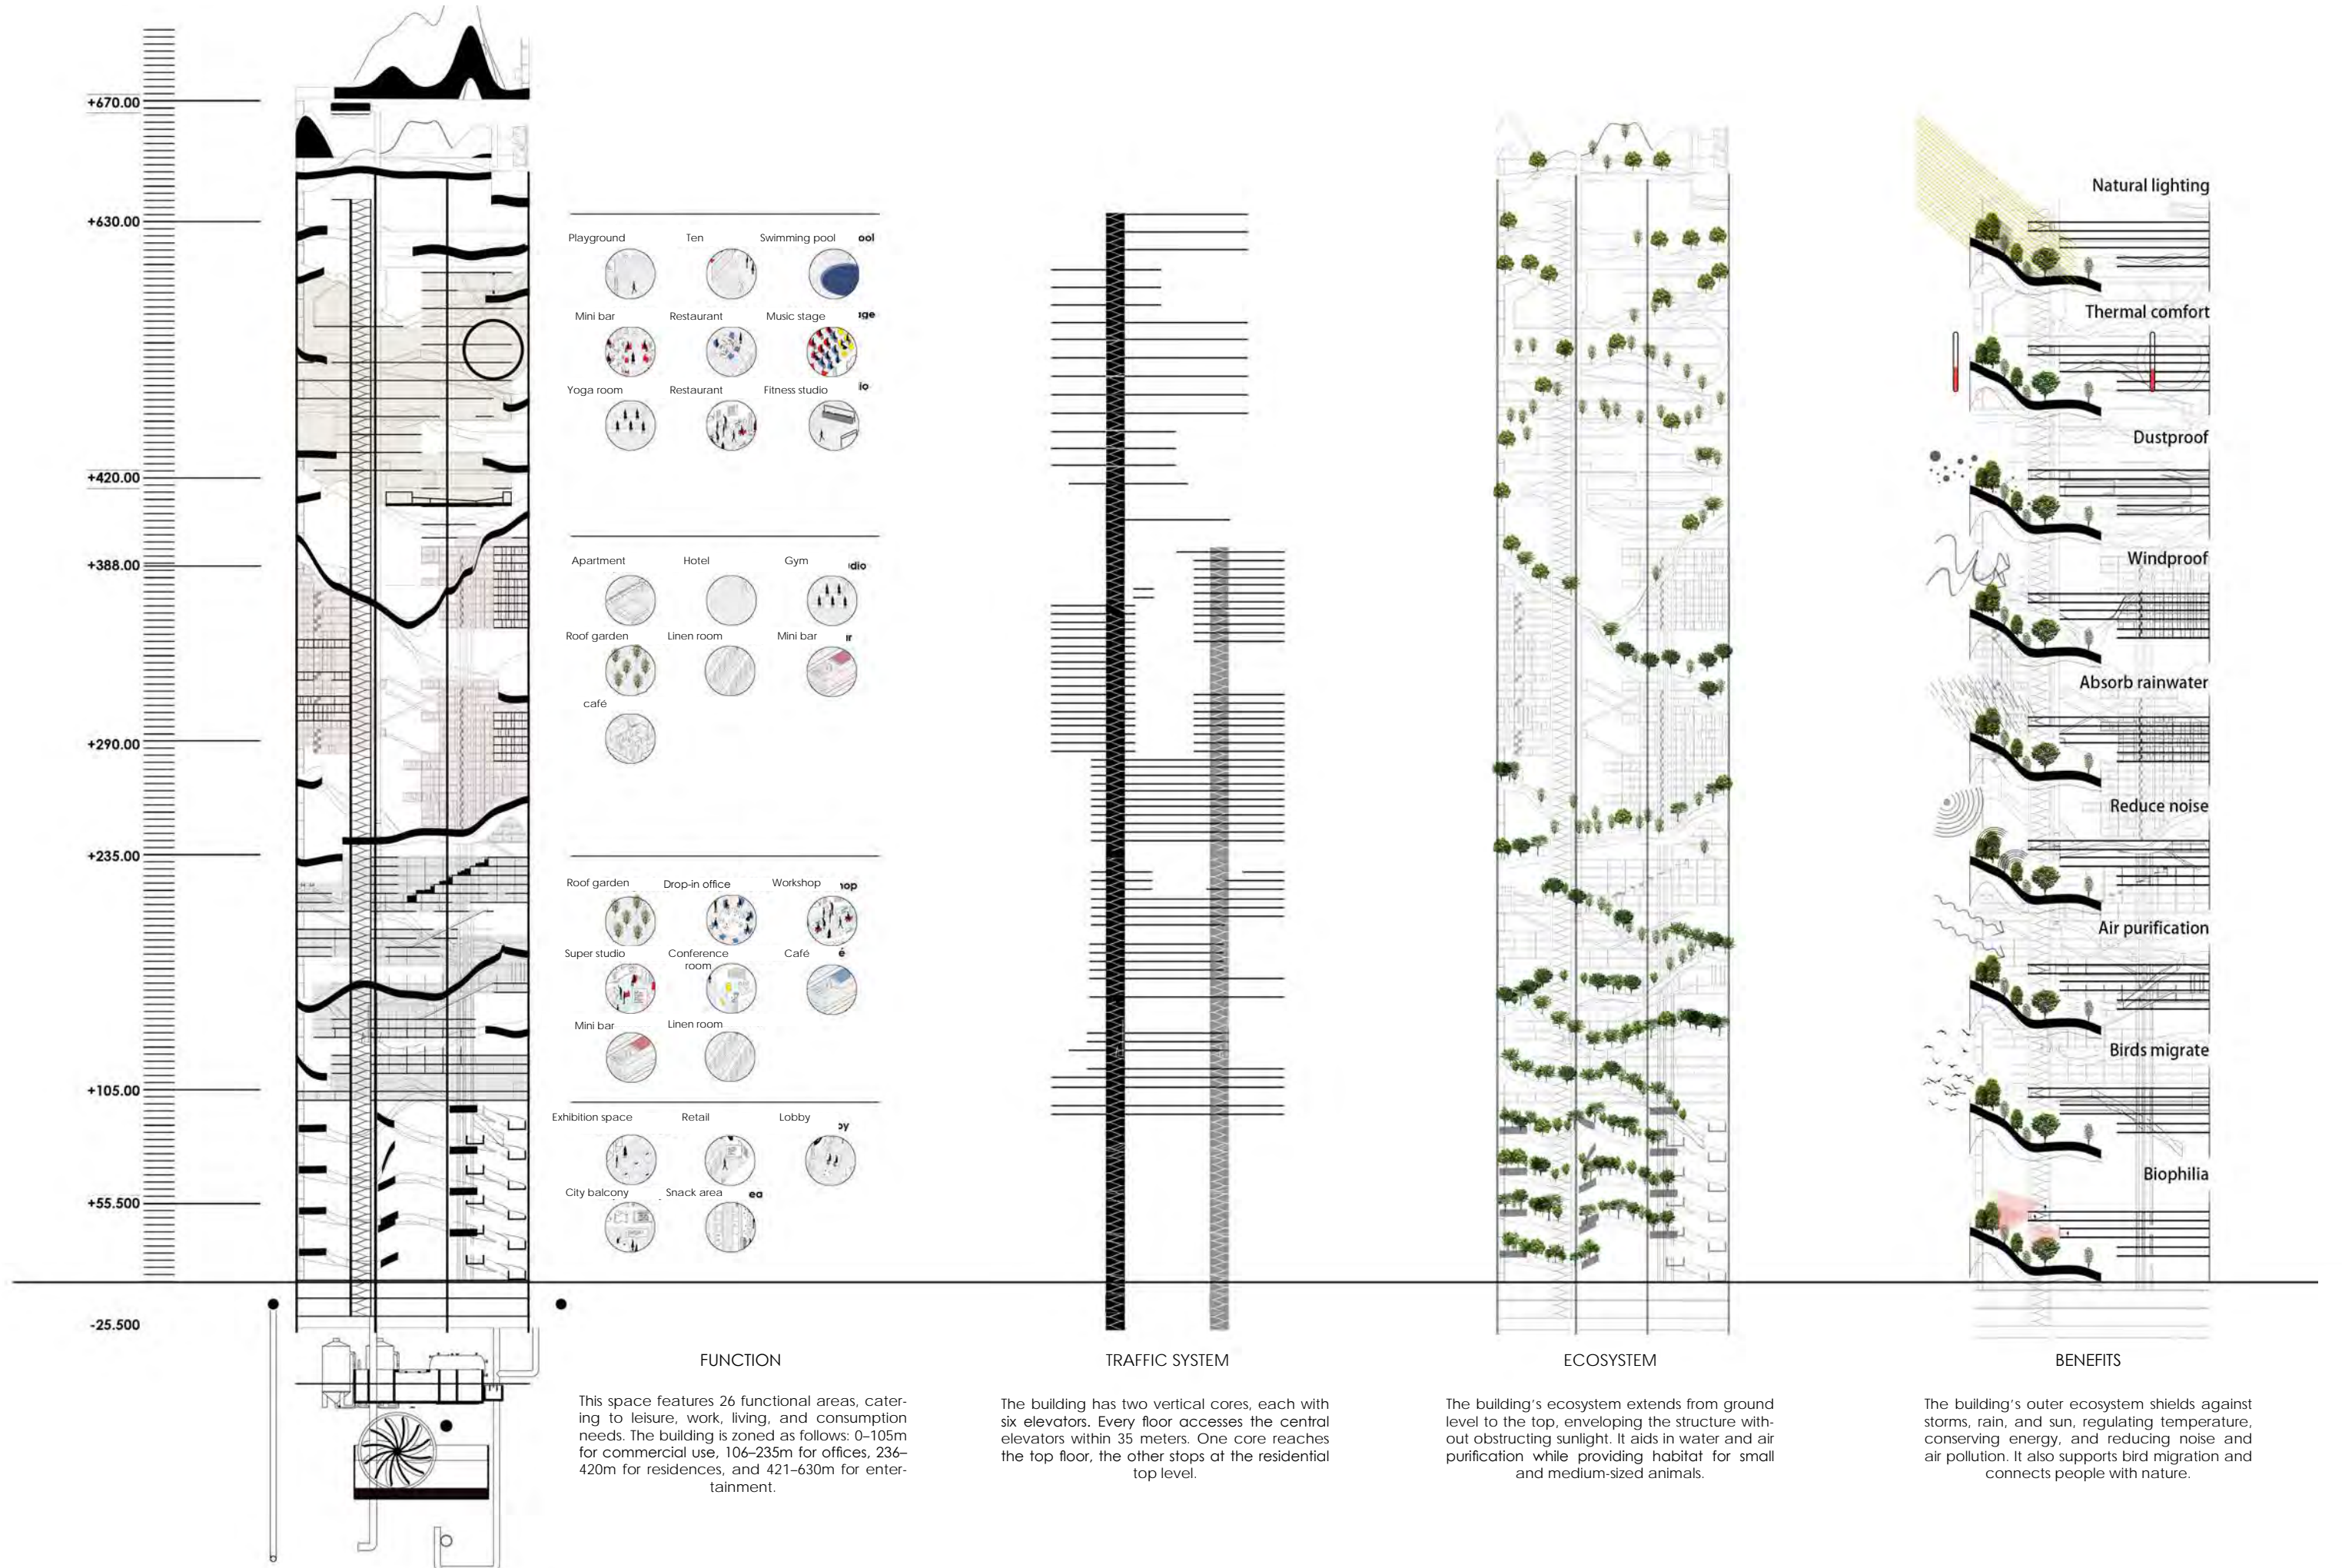 +670.00
+630.00
+420.00
+388.00
+290.00
+235.00
+105.00
+55.500
-25.500
Playground Ten Swimming pool ool
Mini bar Restaurant Music stage ıge
Yoga room Restaurant Fitness studio io
Apartment Hotel Gym dio
Roof garden Linen room Mini bar ır
café
Roof garden Drop-in office Workshop hop
Super studio Conference Café é
room
Mini bar Linen room
Exhibition space Retail Lobby by
City balcony Snack area ea
Natural lighting
Thermal comfort
Dustproof
Windproof
Absorb rainwater
Reduce noise
Air purification
Birds migrate
Biophilia
FUNCTION
This space features 26 functional areas, cater-
ing to leisure, work, living, and consumption
needs. The building is zoned as follows: 0–105m
for commercial use, 106–235m for offices, 236–
420m for residences, and 421–630m for enter-
tainment.
TRAFFIC SYSTEM
The building has two vertical cores, each with
six elevators. Every floor accesses the central
elevators within 35 meters. One core reaches
the top floor, the other stops at the residential
top level.
ECOSYSTEM
The building's ecosystem extends from ground
level to the top, enveloping the structure with-
out obstructing sunlight. It aids in water and air
purification while providing habitat for small
and medium-sized animals.
BENEFITS
The building's outer ecosystem shields against
storms, rain, and sun, regulating temperature,
conserving energy, and reducing noise and
air pollution. It also supports bird migration and
connects people with nature.